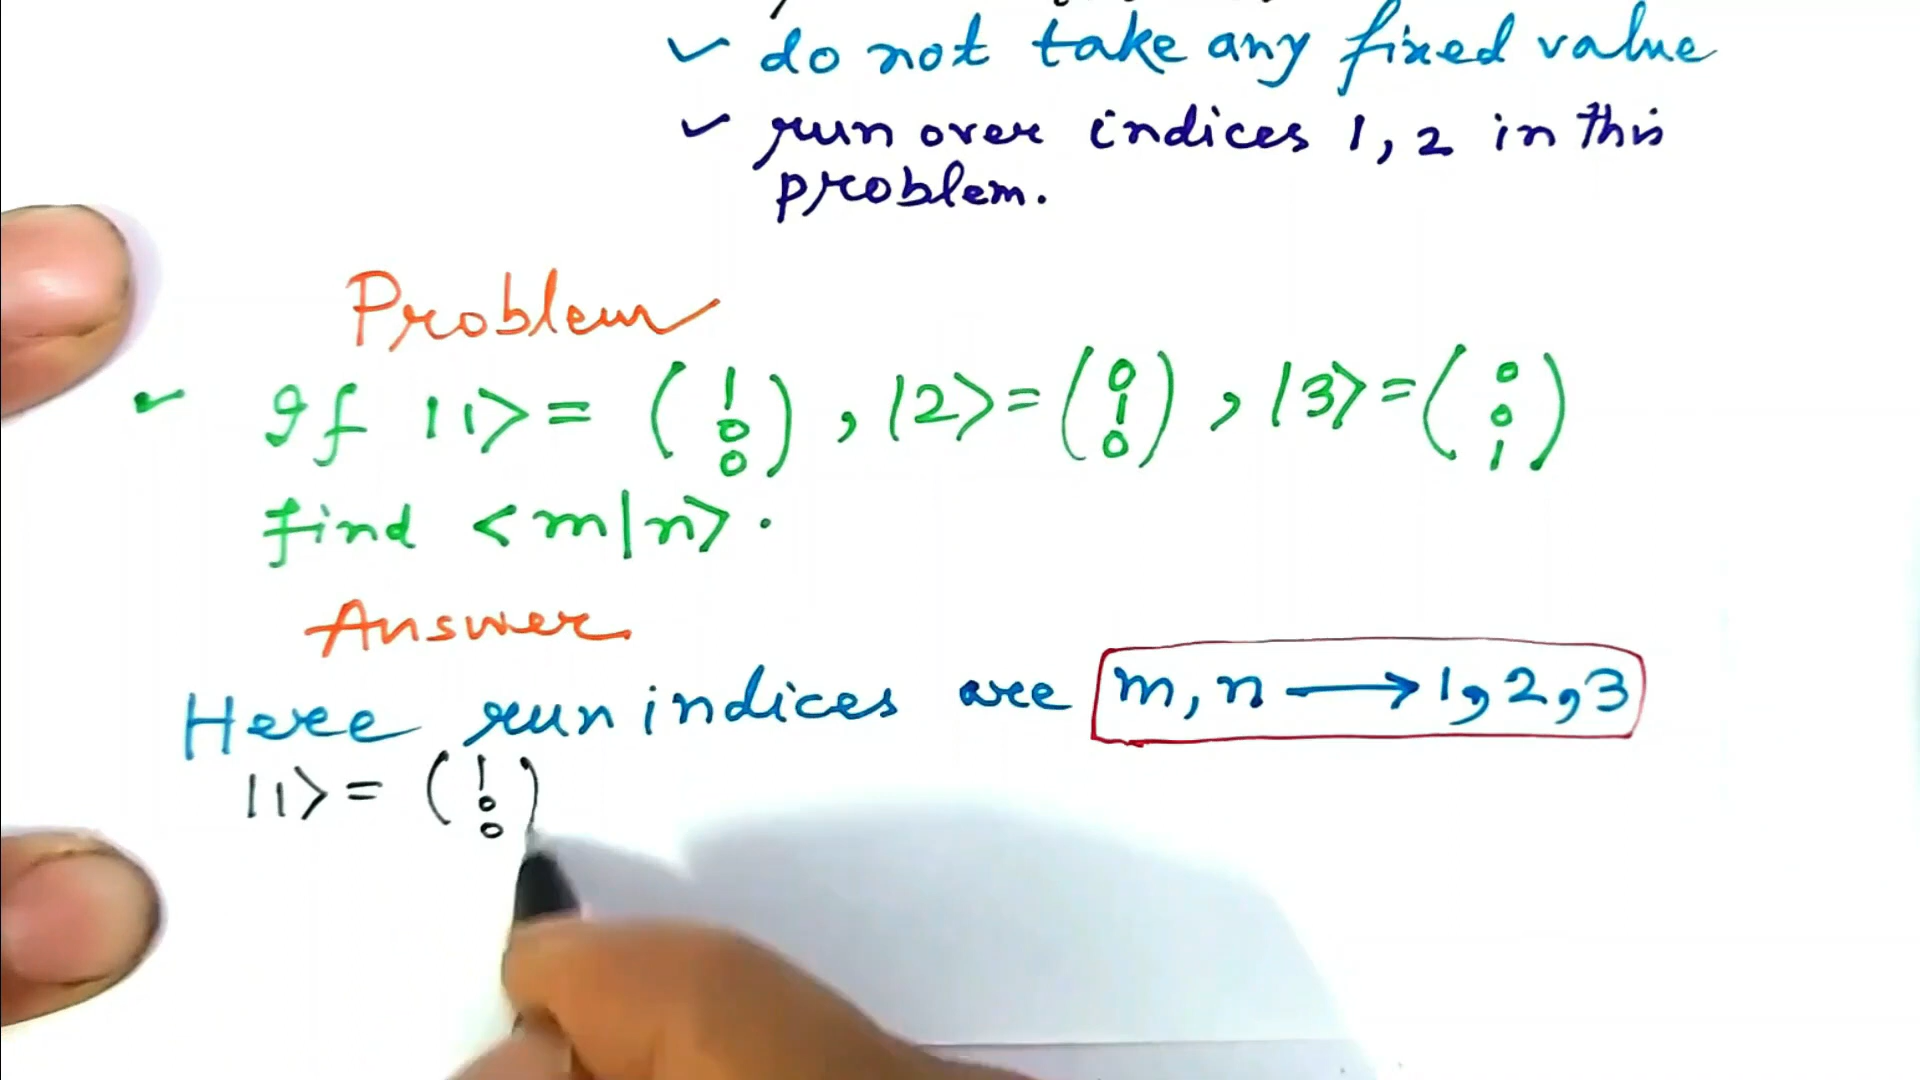 ✓ do not take any fixed value
✓ run over indices 1, 2 in this
problem.
Problem
✓ If |1> = (1 0 0), |2> = (0 1 0), |3> = (0 0 1)
find <m|n>.
Answer
Here run indices are m, n ⟶ 1, 2, 3
|1> = (1 0 0)